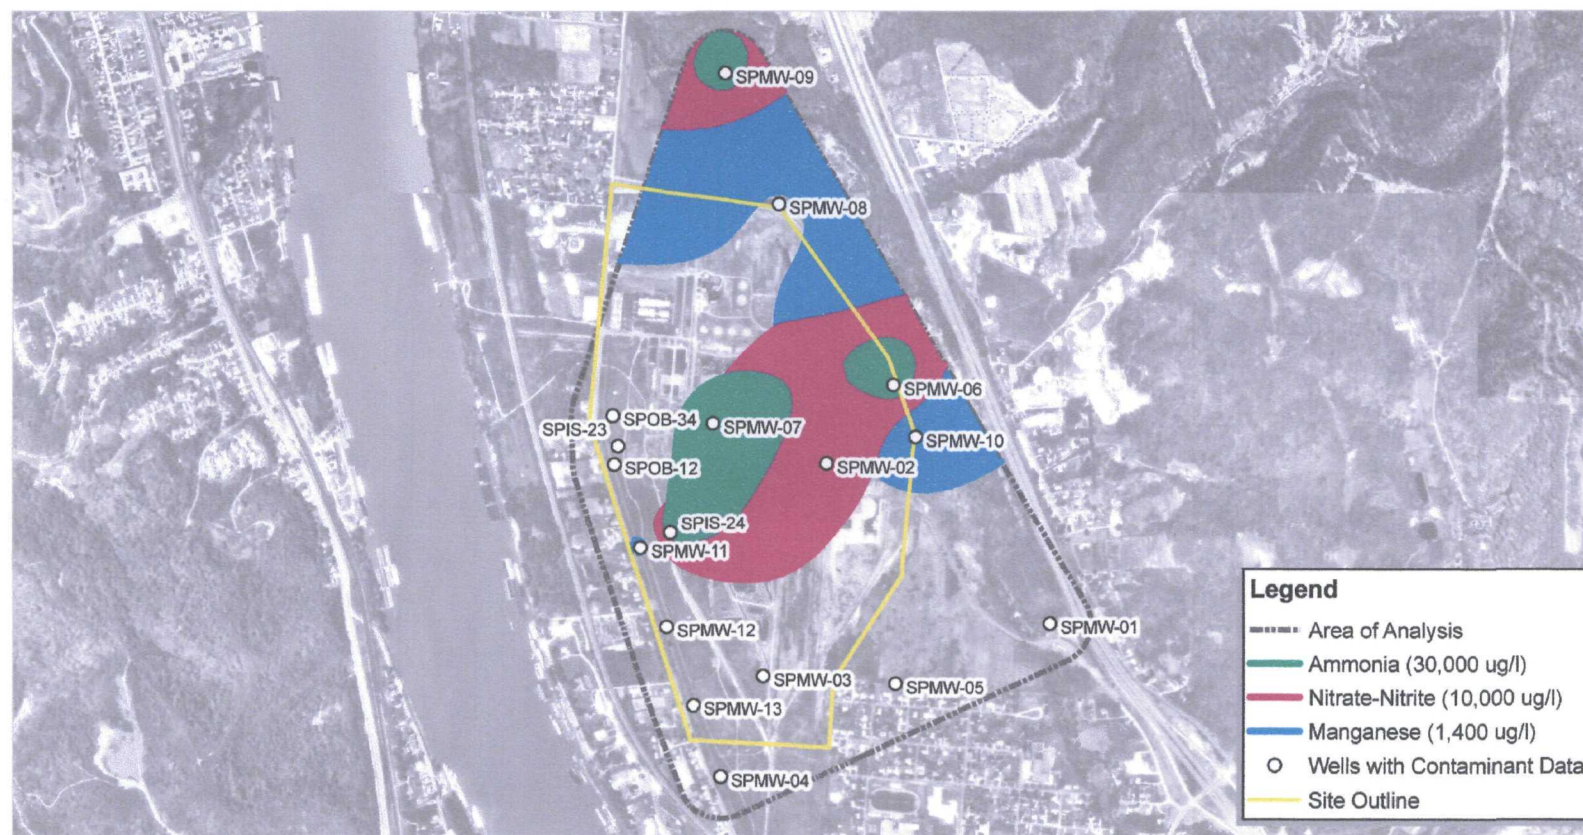 SPMW-09
SPMW-08
SPMW-06
SPOB-34
SPIS-23
SPMW-07
SPMW-10
SPOB-12
SPMW-02
SPIS-24
SPMW-11
SPMW-12
SPMW-01
SPMW-03
SPMW-05
SPMW-13
SPMW-04
Legend
Area of Analysis
Ammonia (30,000 ug/l)
Nitrate-Nitrite (10,000 ug/l)
Manganese (1,400 ug/l)
Wells with Contaminant Data
Site Outline